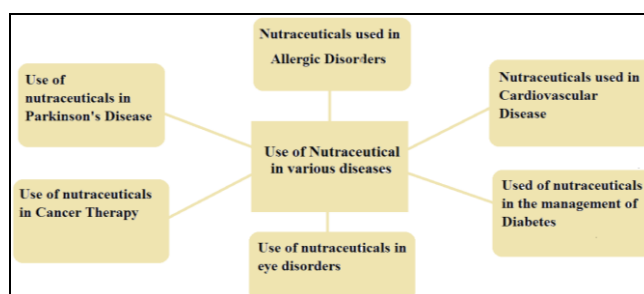 Nutraceuticals used in
Allergic Disorders
Use of
nutraceuticals in
Parkinson's Disease
Nutraceuticals used in
Cardiovascular
Disease
Use of Nutraceutical
in various diseases
Use of nutraceuticals
in Cancer Therapy
Used of nutraceuticals
in the management of
Diabetes
Use of nutraceuticals in
eye disorders